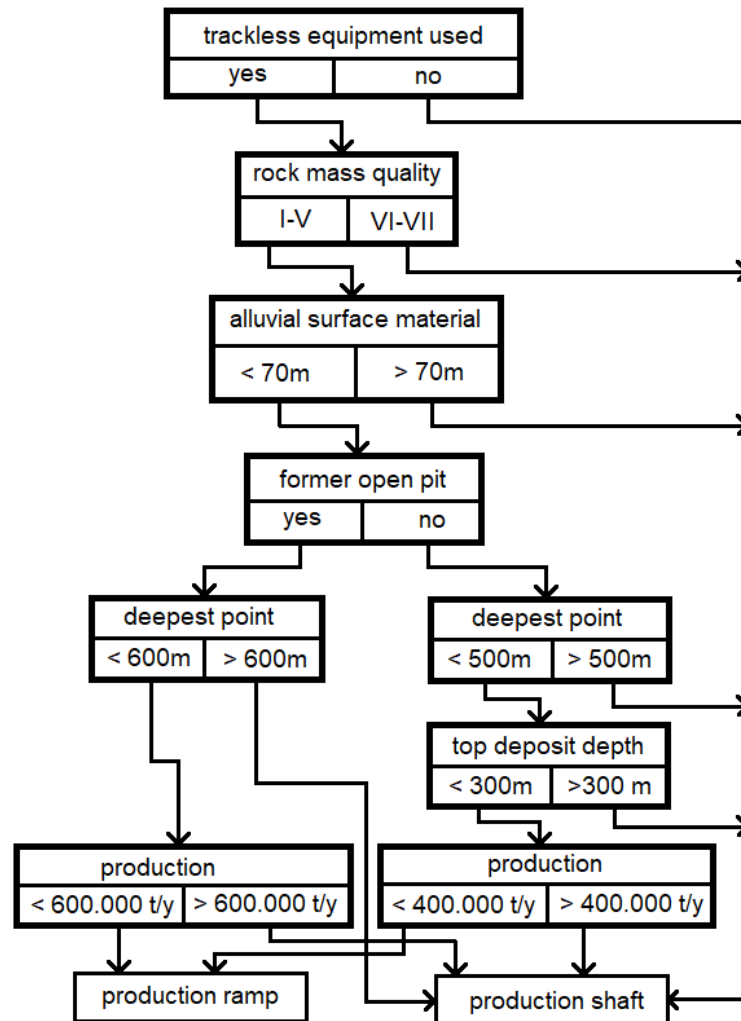 trackless equipment used
yes no
rock mass quality
I-V VI-VII
alluvial surface material
< 70m > 70m
former open pit
yes no
deepest point
< 600m > 600m
deepest point
< 500m > 500m
top deposit depth
< 300m >300 m
production
< 600.000 t/y > 600.000 t/y
production
< 400.000 t/y > 400.000 t/y
production ramp
production shaft